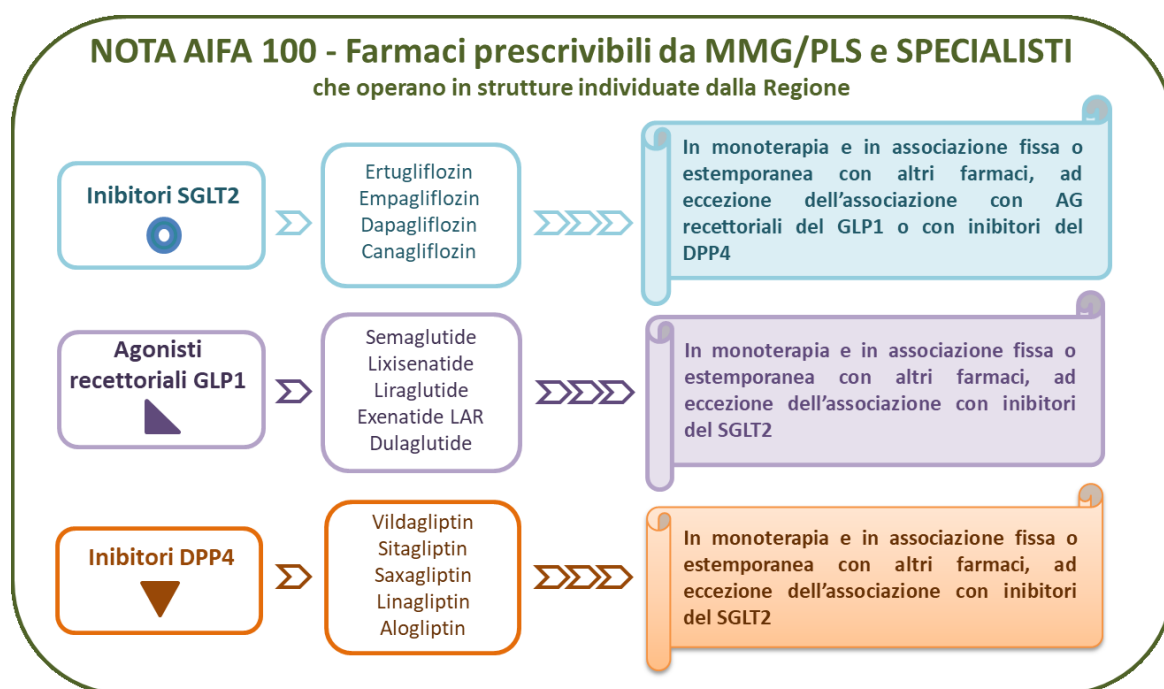 NOTA AIFA 100 - Farmaci prescrivibili da MMG/PLS e SPECIALISTI
che operano in strutture individuate dalla Regione
Inibitori SGLT2
Ertugliflozin
Empagliflozin
Dapagliflozin
Canagliflozin
In monoterapia e in associazione fissa o
estemporanea con altri farmaci, ad
eccezione dell'associazione con AG
recettoriali del GLP1 o con inibitori del
DPP4
Agonisti
recettoriali GLP1
Semaglutide
Lixisenatide
Liraglutide
Exenatide LAR
Dulaglutide
In monoterapia e in associazione fissa o
estemporanea con altri farmaci, ad
eccezione dell'associazione con inibitori
del SGLT2
Inibitori DPP4
Vildagliptin
Sitagliptin
Saxagliptin
Linagliptin
Alogliptin
In monoterapia e in associazione fissa o
estemporanea con altri farmaci, ad
eccezione dell'associazione con inibitori
del SGLT2